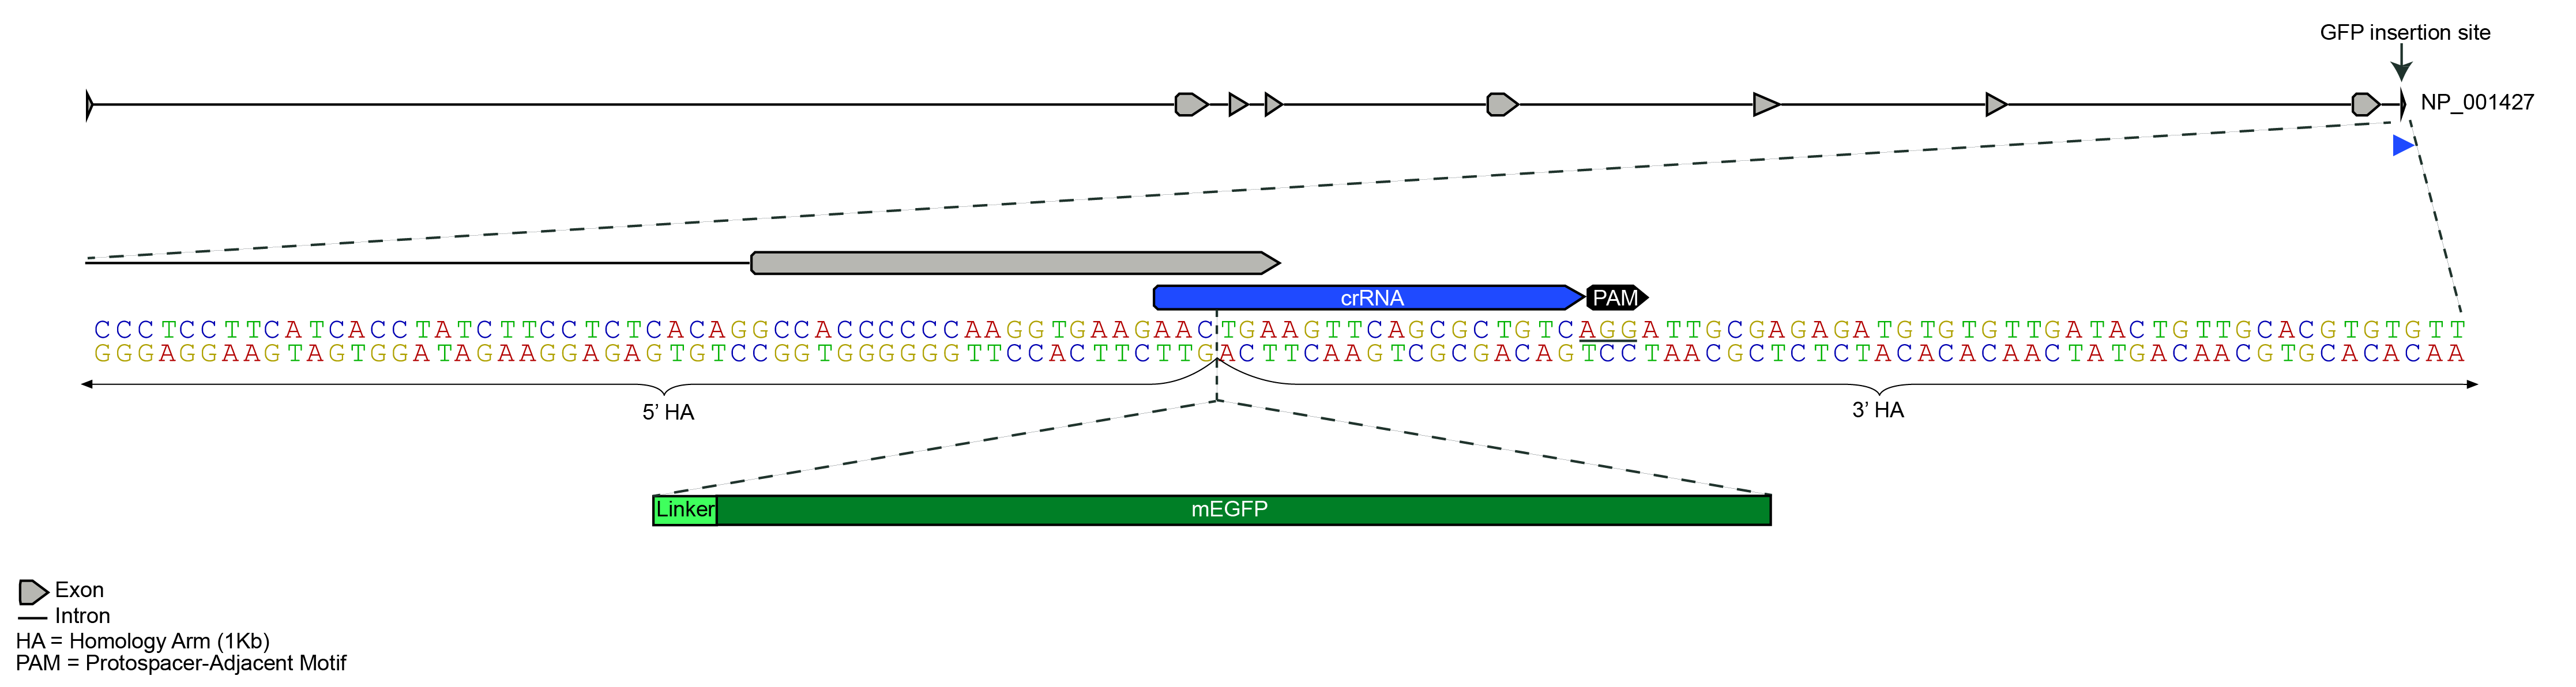 GFP insertion site
NP_001427
crRNA
PAM
CCCTCCTTCATCACCTATCTTCCTCTCACAGGCCACCCCCCAAGGTGAAGAACTGAAGTTCAGCGCTGTCAGGATTGCGAGAGATGTGTGTTGATACTGTTGCACGTGTGTT
GGGAGGAAGTAGTGGATAGAAGGAGAGTGTCCGGTGGGGGGTTCCACTTCTTGACTTCAAGTCGCGACAGTCCTAACGCTCTCTACACACAACTATGACAACGTGCACACAA
5’ HA
3’ HA
Linker
mEGFP
Exon
Intron
HA = Homology Arm (1Kb)
PAM = Protospacer-Adjacent Motif